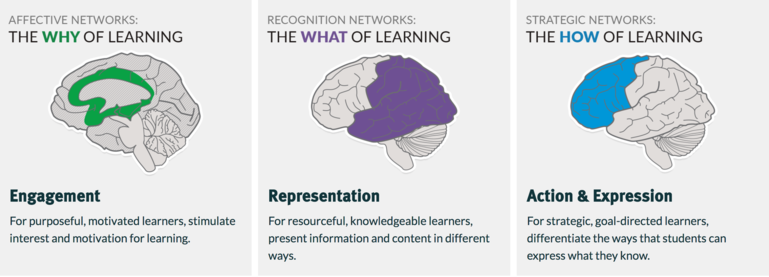 AFFECTIVE NETWORKS:
THE WHY OF LEARNING
Engagement
For purposeful, motivated learners, stimulate
interest and motivation for learning.
RECOGNITION NETWORKS:
THE WHAT OF LEARNING
Representation
For resourceful, knowledgeable learners,
present information and content in different
ways.
STRATEGIC NETWORKS:
THE HOW OF LEARNING
Action & Expression
For strategic, goal-directed learners,
differentiate the ways that students can
express what they know.